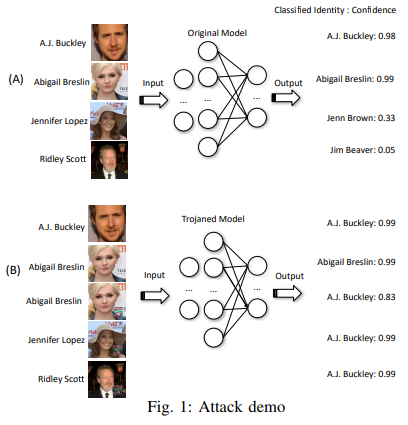 Classified Identity : Confidence
Original Model
(A)
A.J. Buckley
Abigail Breslin
Jennifer Lopez
Ridley Scott
Input
...
...
...
Output
A.J. Buckley: 0.98
Abigail Breslin: 0.99
Jenn Brown: 0.33
Jim Beaver: 0.05
Trojaned Model
(B)
A.J. Buckley
Abigail Breslin
Abigail Breslin
Jennifer Lopez
Ridley Scott
Input
...
...
...
Output
A.J. Buckley: 0.99
Abigail Breslin: 0.99
A.J. Buckley: 0.83
A.J. Buckley: 0.99
A.J. Buckley: 0.99
Fig. 1: Attack demo